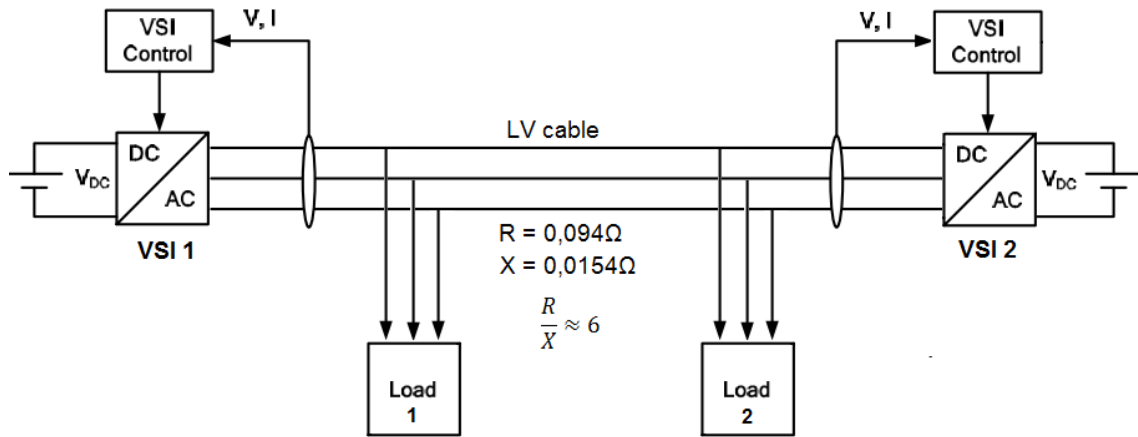 VSI
Control
V, I
V, I
VSI
Control
LV cable
DC
AC
V_DC
VSI 1
DC
AC
V_DC
VSI 2
R = 0,094Ω
X = 0,0154Ω
R/X ≈ 6
Load
1
Load
2